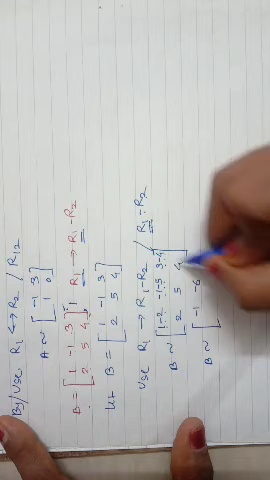 By/Use R₁ ↔ R₂ / R₁₂
A ~ [ 1 -1 3
1 0 ]
B = [ 1 -1 3
2 5 4 ], R₁ → R₁ - R₂
Let B = [ 1 -1 3
2 5 4 ]
Use R₁ → R₁ - R₂ / R₁ - R₂
B ~ [ 1-2 -1-5 3-4
2 5 4 ]
B ~ [ -1 -6